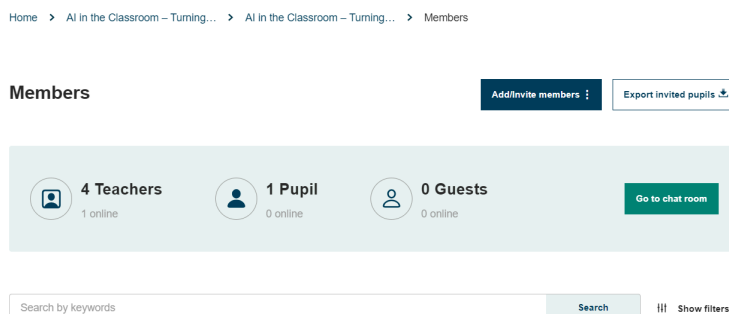 Home > AI in the Classroom – Turning… > AI in the Classroom – Turning… > Members
Members
Add/Invite members
Export invited pupils
4 Teachers
1 online
1 Pupil
0 online
0 Guests
0 online
Go to chat room
Search by keywords
Search
Show filters